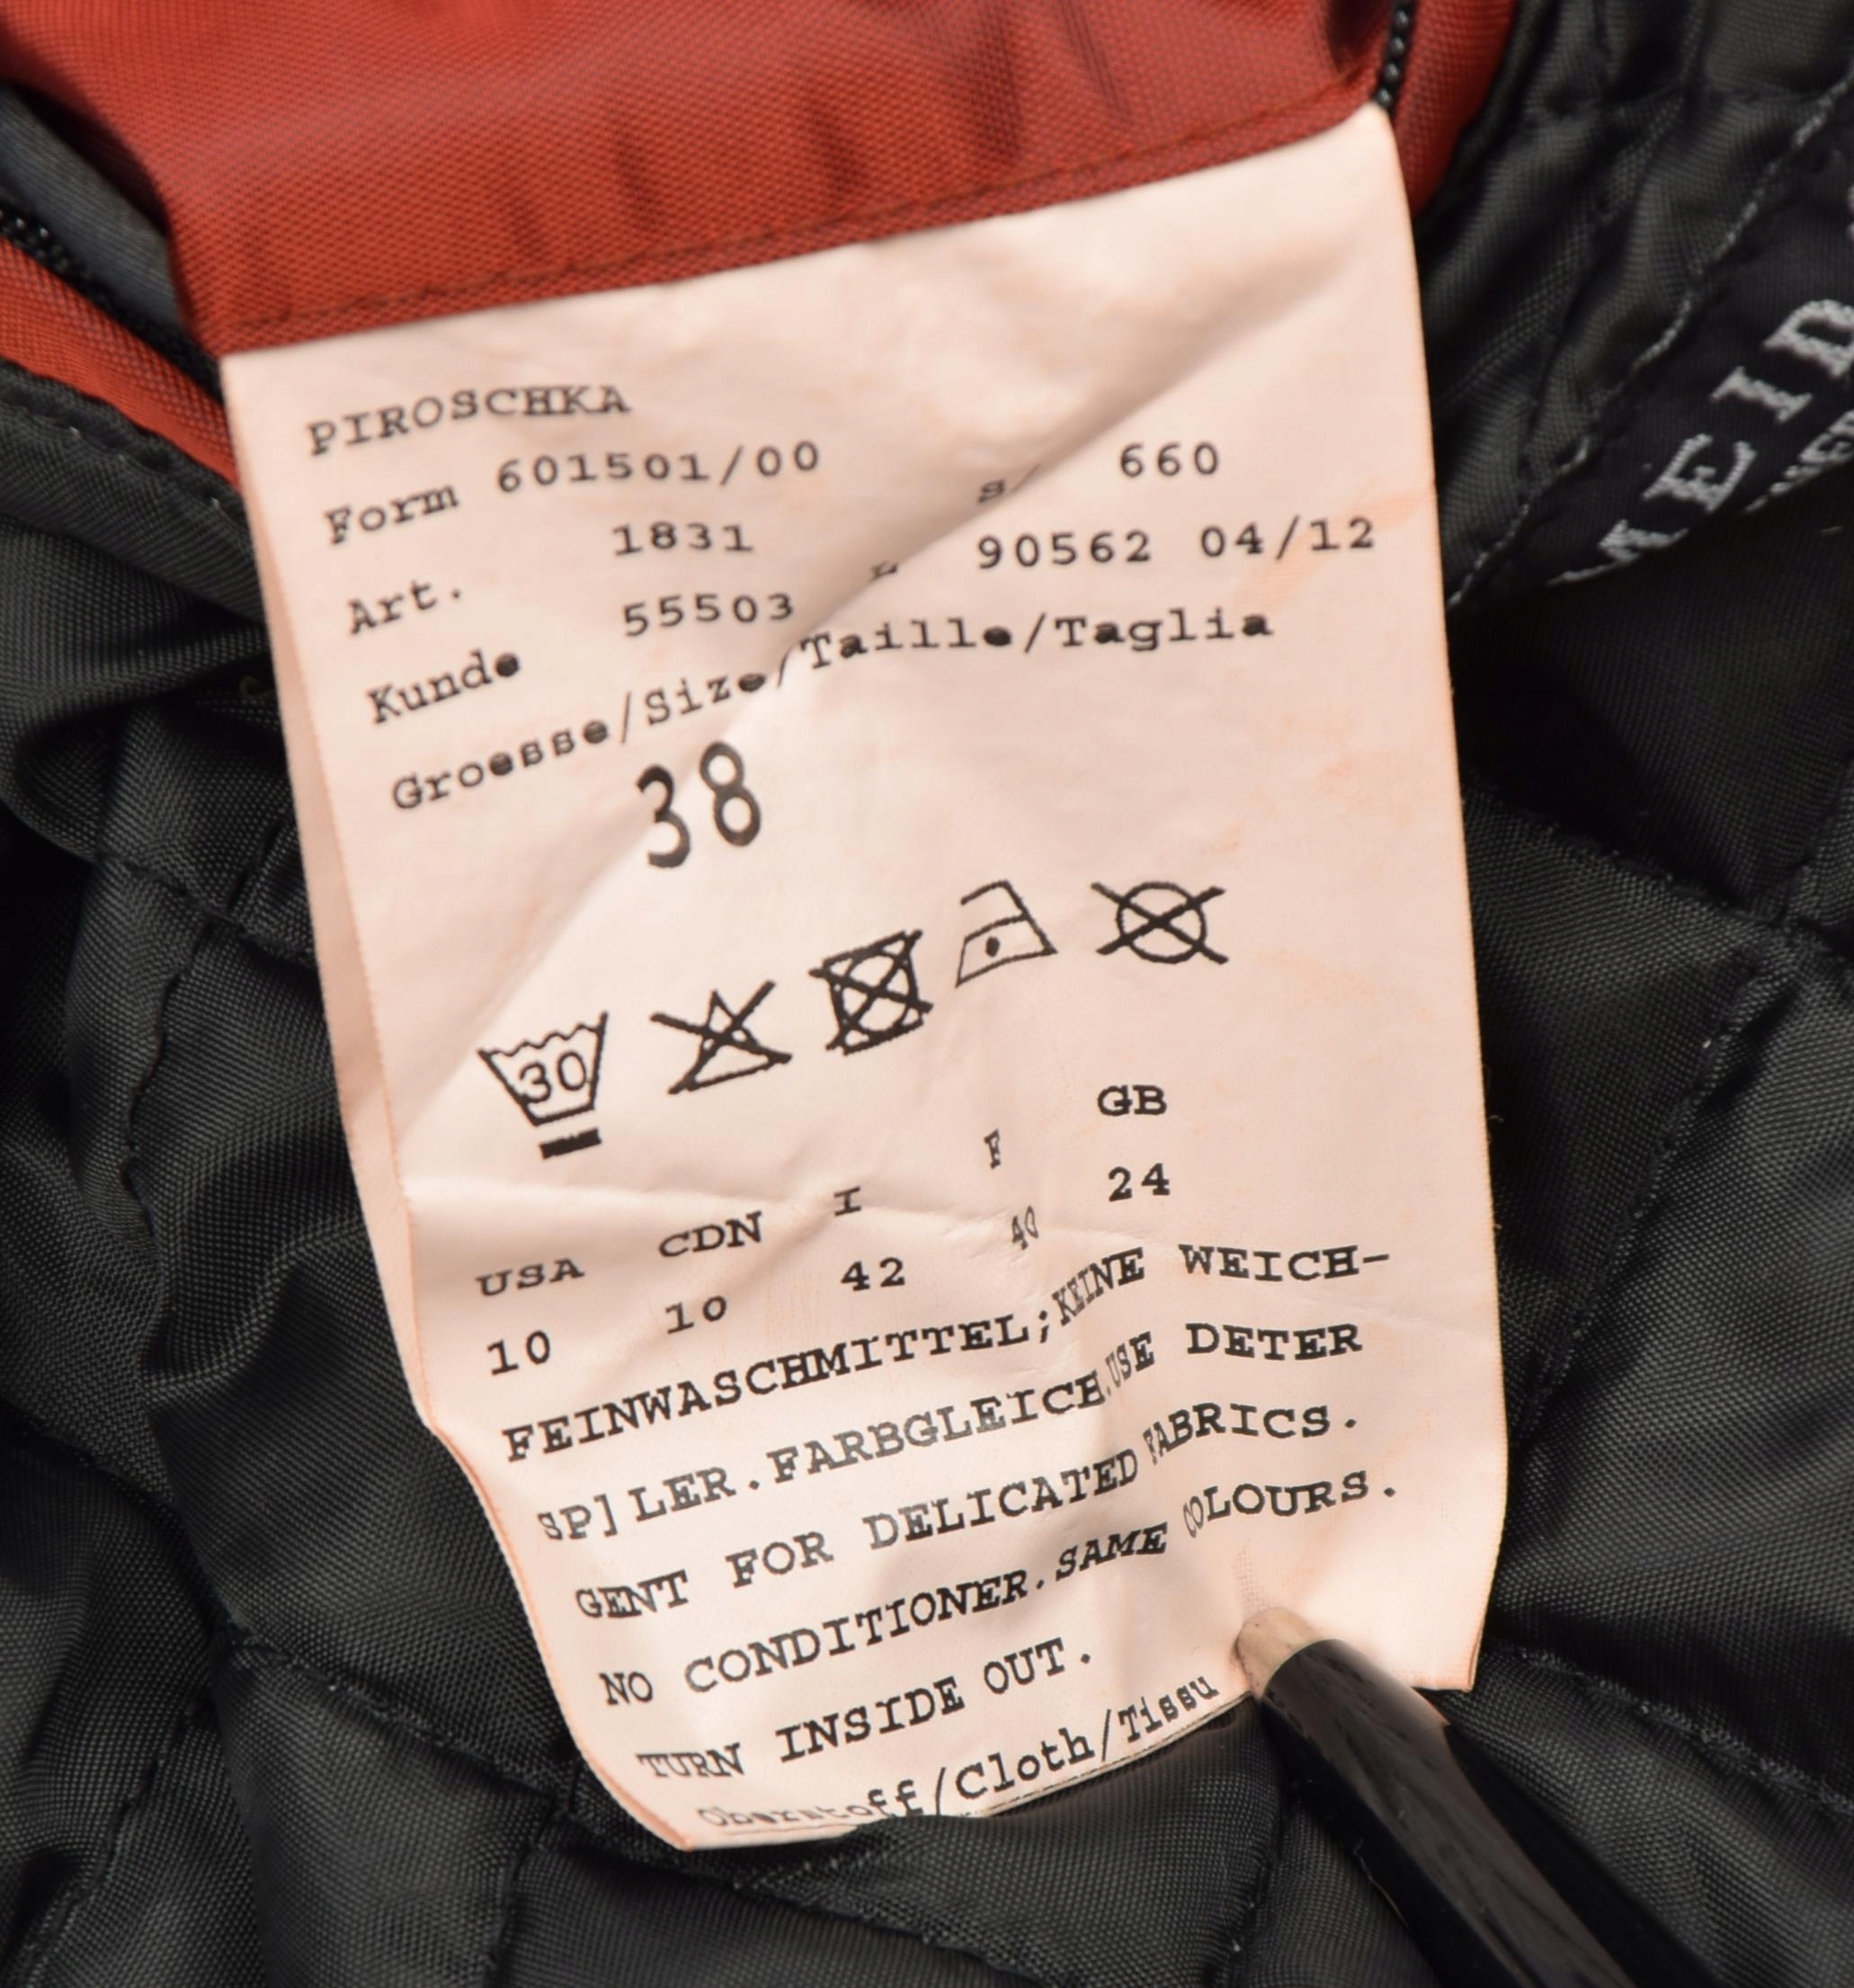 PIROSCHKA
Form 601501/00 S/ 660
Art. 1831 90562 04/12
Kunde 55503
Groesse/Size/Taille/Taglia
38
30
USA CDN I F GB
10 10 42 40 24
FEINWASCHMITTEL;KEINE WEICH-
SP]LER.FARBGLEICH.USE DETER
GENT FOR DELICATED FABRICS.
NO CONDITIONER.SAME COLOURS.
TURN INSIDE OUT.
Oberstoff/Cloth/Tissu
MEID